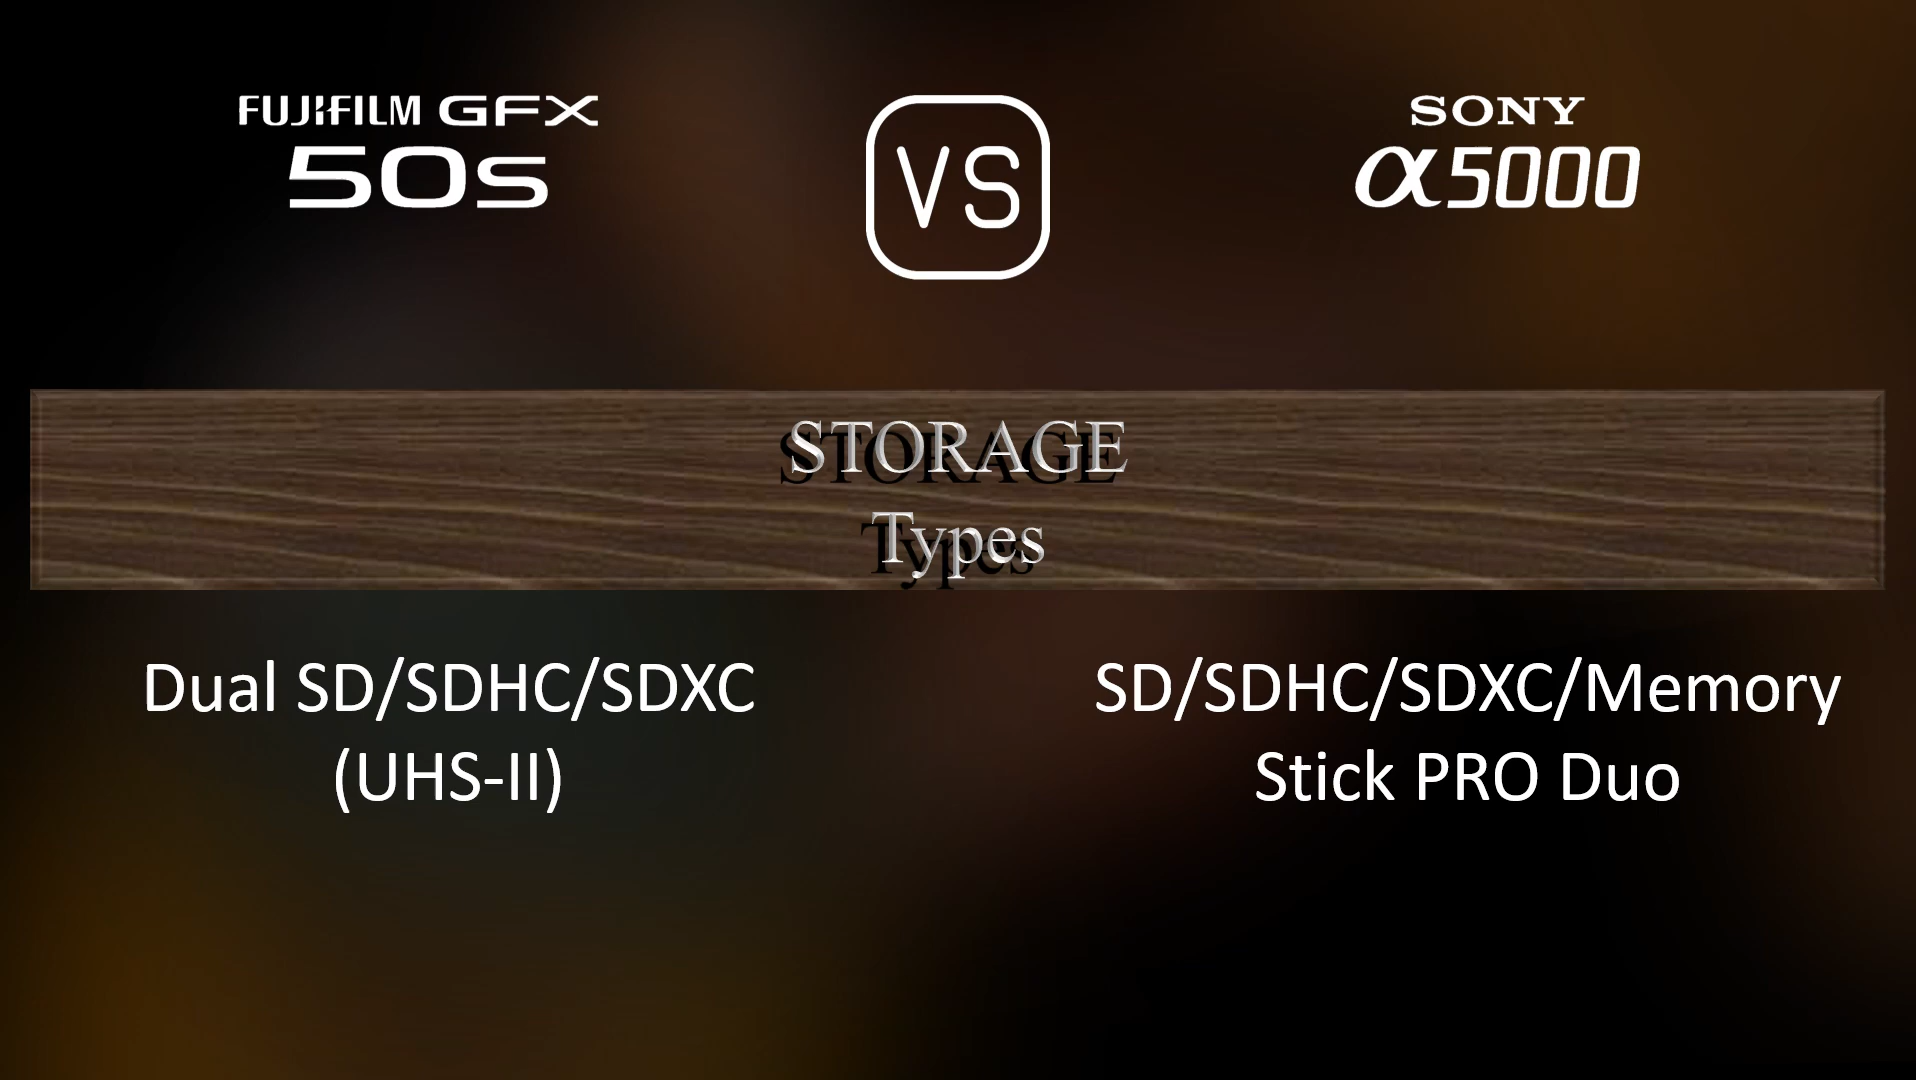 FUJIFILM GFX
50S
VS
SONY
α5000
STORAGE
Types
Dual SD/SDHC/SDXC
(UHS-II)
SD/SDHC/SDXC/Memory
Stick PRO Duo